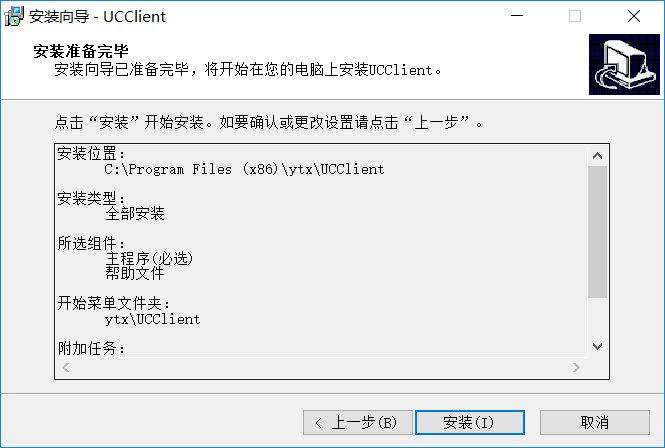 安装向导 - UCClient
安装准备完毕
安装向导已准备完毕，将开始在您的电脑上安装UCClient。
点击“安装”开始安装。如要确认或更改设置请点击“上一步”。
安装位置：
C:\Program Files (x86)\ytx\UCClient
安装类型：
全部安装
所选组件：
主程序(必选)
帮助文件
开始菜单文件夹：
ytx\UCClient
附加任务：
< 上一步(B)
安装(I)
取消